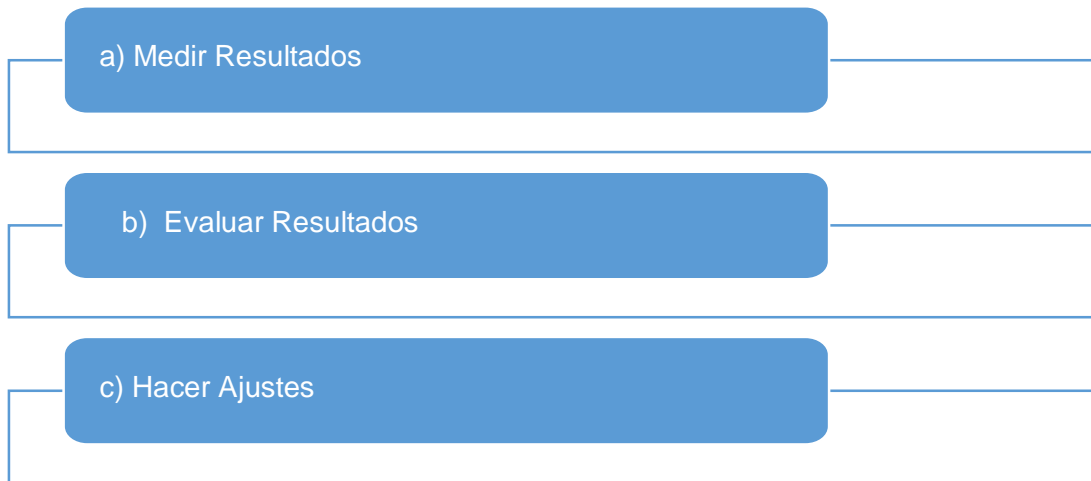 a) Medir Resultados
b) Evaluar Resultados
c) Hacer Ajustes